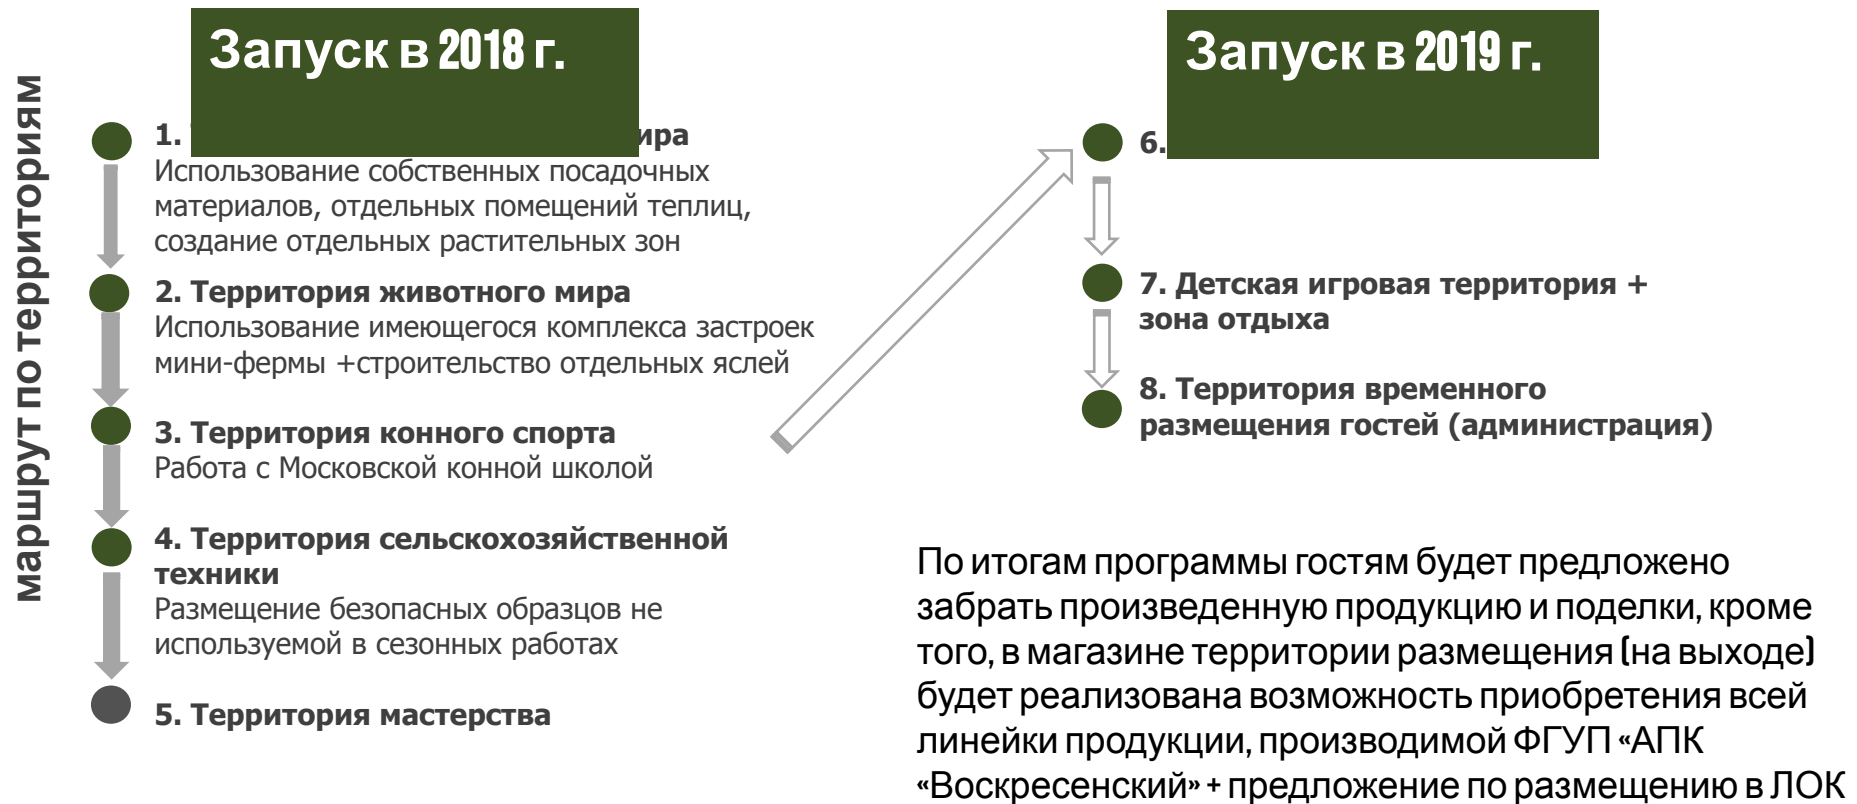 маршрут по территориям
Запуск в 2018 г.
1.
Использование собственных посадочных
материалов, отдельных помещений теплиц,
создание отдельных растительных зон
2. Территория животного мира
Использование имеющегося комплекса застроек
мини-фермы +строительство отдельных яслей
3. Территория конного спорта
Работа с Московской конной школой
4. Территория сельскохозяйственной
техники
Размещение безопасных образцов не
используемой в сезонных работах
5. Территория мастерства
Запуск в 2019 г.
6.
7. Детская игровая территория +
зона отдыха
8. Территория временного
размещения гостей (администрация)
По итогам программы гостям будет предложено
забрать произведенную продукцию и поделки, кроме
того, в магазине территории размещения (на выходе)
будет реализована возможность приобретения всей
линейки продукции, производимой ФГУП «АПК
«Воскресенский» + предложение по размещению в ЛОК